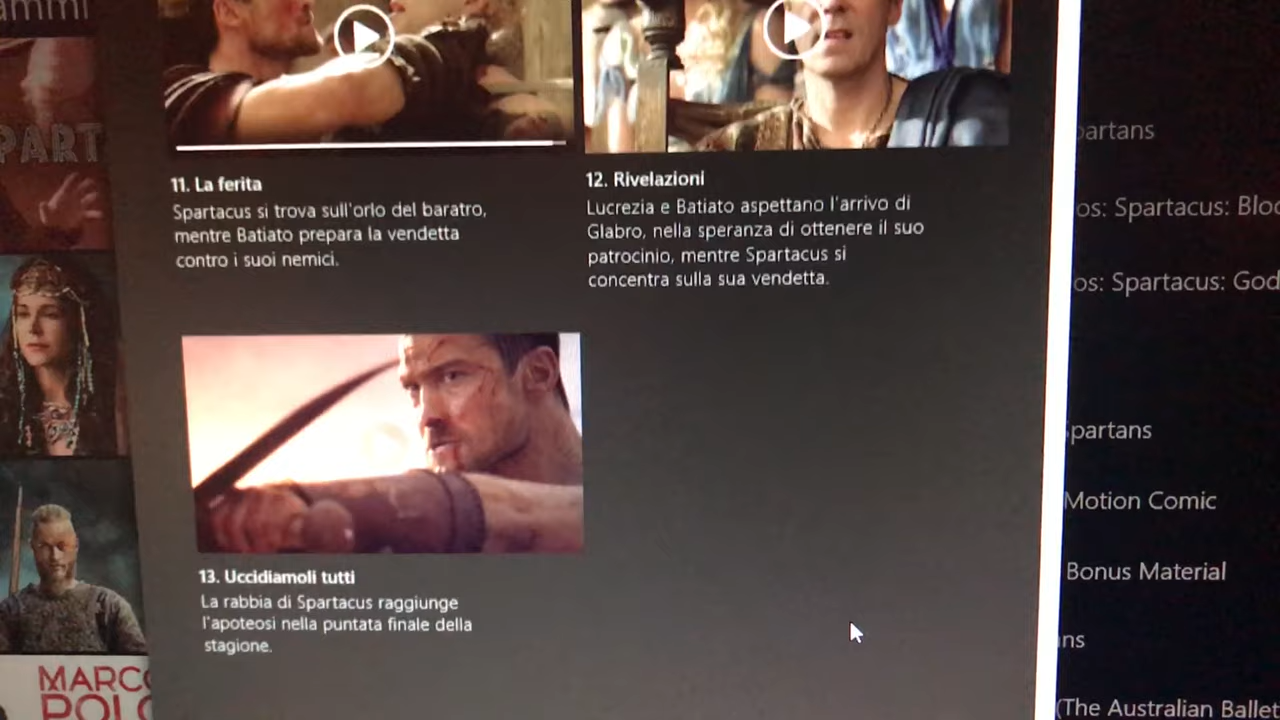 PART
11. La ferita
Spartacus si trova sull'orlo del baratro,
mentre Batiato prepara la vendetta
contro i suoi nemici.
12. Rivelazioni
Lucrezia e Batiato aspettano l'arrivo di
Glabro, nella speranza di ottenere il suo
patrocinio, mentre Spartacus si
concentra sulla sua vendetta.
13. Uccidiamoli tutti
La rabbia di Spartacus raggiunge
l'apoteosi nella puntata finale della
stagione.
MARCO
POLO
partans
os: Spartacus: Bloo
os: Spartacus: God
partans
Motion Comic
Bonus Material
ns
(The Australian Ballet